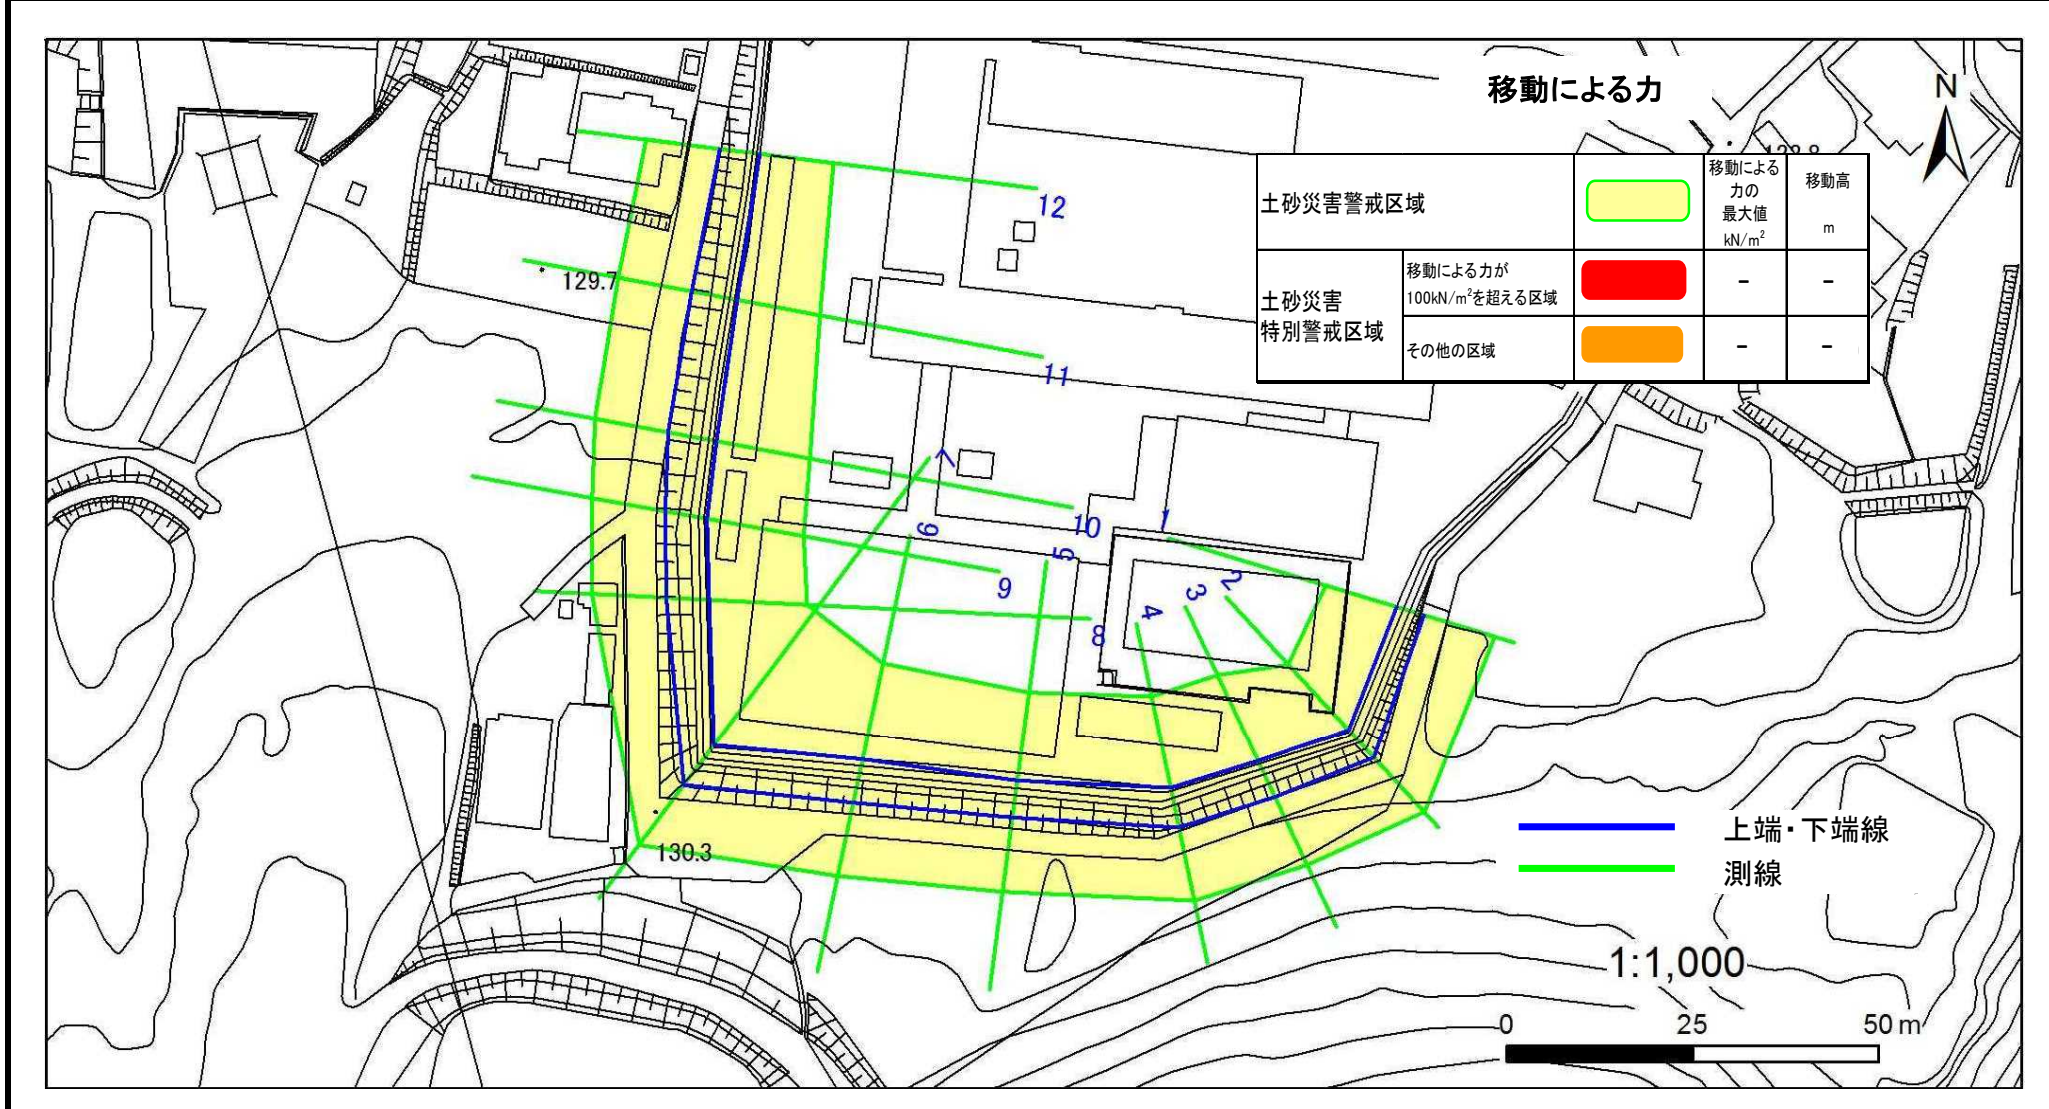 移動による力
N
123.8
土砂災害警戒区域
移動による
力の
最大値
kN/m²
移動高
m
土砂災害
特別警戒区域
移動による力が
100kN/m²を超える区域
-
-
その他の区域
-
-
12
129.7
11
7
10
1
6
5
9
2
3
4
8
130.3
上端・下端線
測線
1:1,000
0 25 50 m